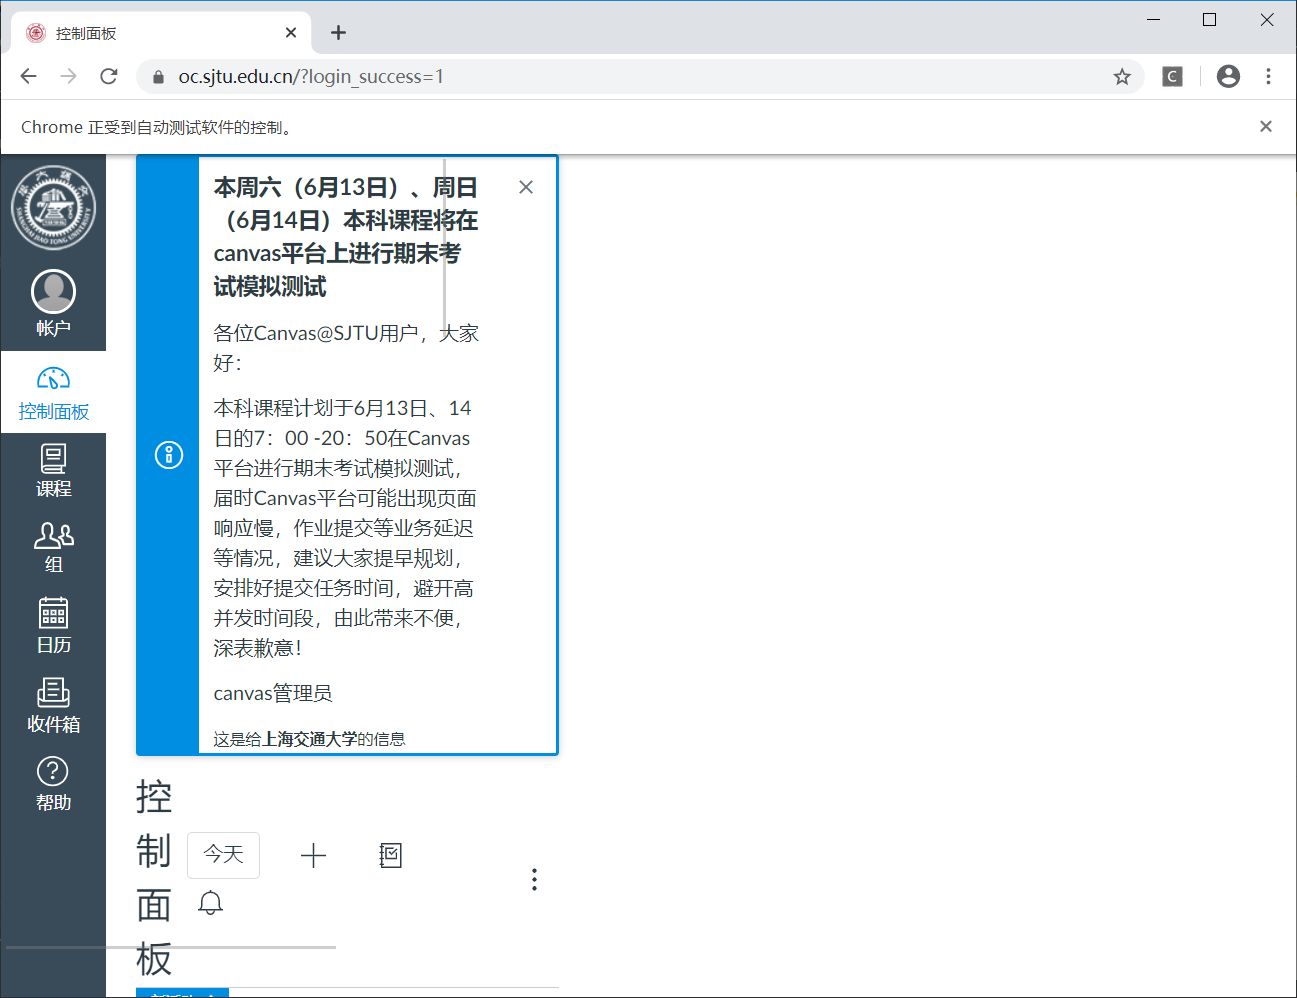 控制面板
oc.sjtu.edu.cn/?login_success=1
Chrome 正受到自动测试软件的控制。
帐户
控制面板
课程
组
日历
收件箱
帮助
本周六（6月13日）、周日
（6月14日）本科课程将在
canvas平台上进行期末考
试模拟测试
各位Canvas@SJTU用户，大家
好：
本科课程计划于6月13日、14
日的7：00 -20：50在Canvas
平台进行期末考试模拟测试，
届时Canvas平台可能出现页面
响应慢，作业提交等业务延迟
等情况，建议大家提早规划，
安排好提交任务时间，避开高
并发时间段，由此带来不便，
深表歉意！
canvas管理员
这是给上海交通大学的信息
控
制
面
板
今天